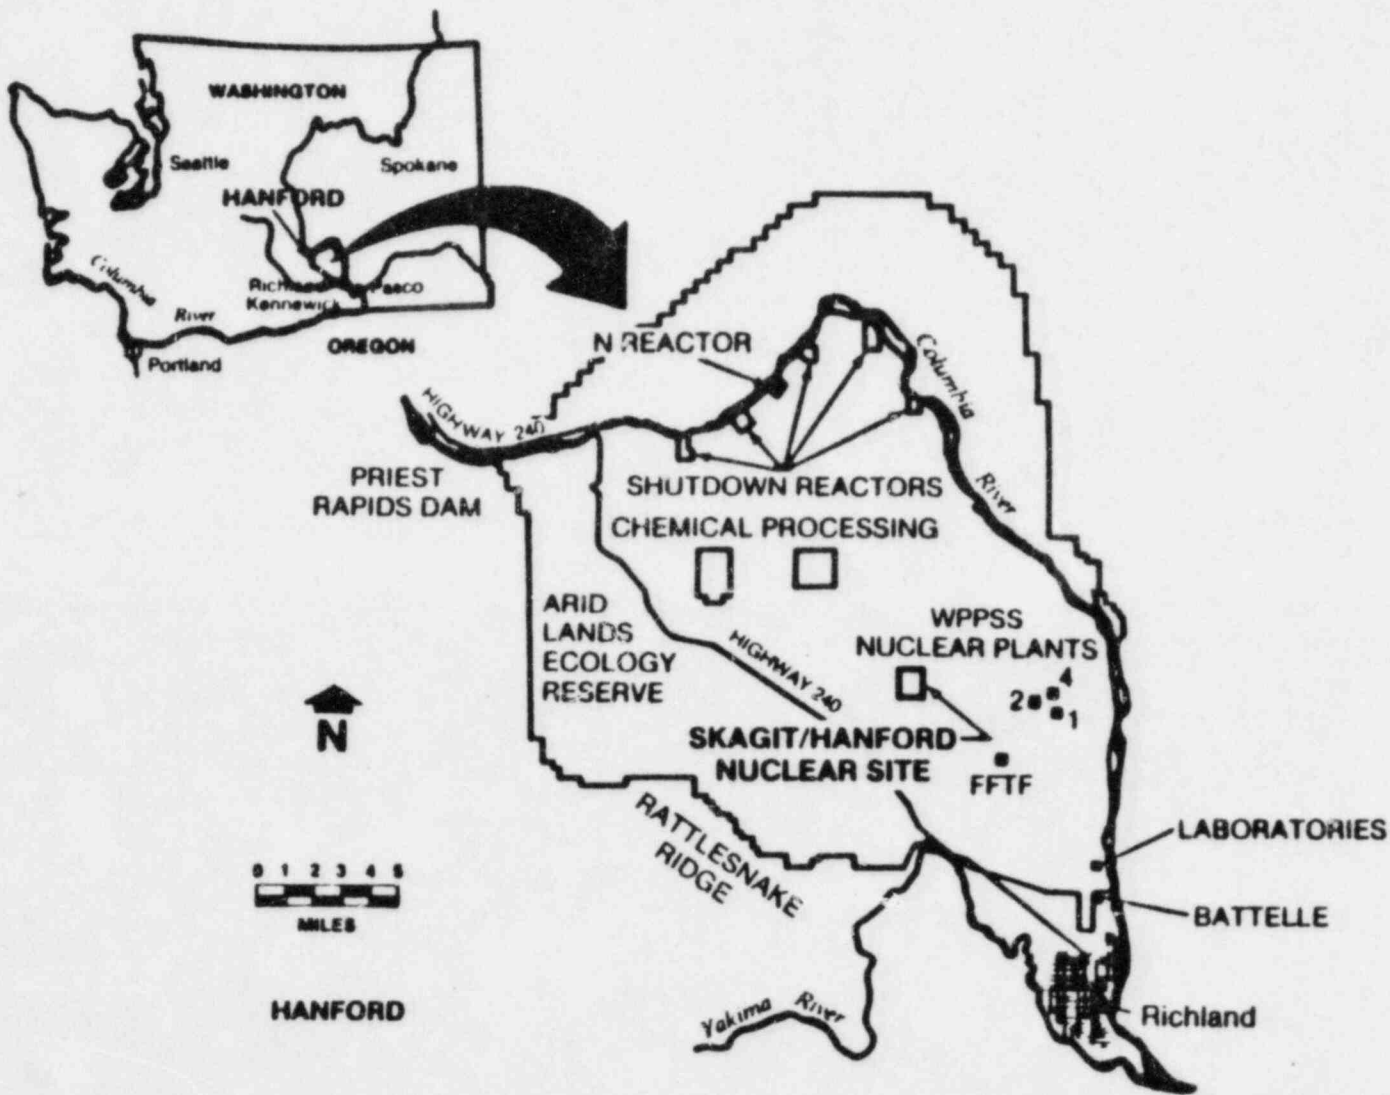 WASHINGTON
Seattle
Spokane
HANFORD
Columbia
River
Richland
Pasco
Kennewick
OREGON
Portland
N REACTOR
HIGHWAY 240
Columbia
River
PRIEST
RAPIDS DAM
SHUTDOWN REACTORS
CHEMICAL PROCESSING
ARID
LANDS
ECOLOGY
RESERVE
HIGHWAY 240
WPPSS
NUCLEAR PLANTS
4
2
1
N
SKAGIT/HANFORD
NUCLEAR SITE
FFTF
RATTLESNAKE
RIDGE
LABORATORIES
0 1 2 3 4 5
MILES
BATTELLE
HANFORD
Yakima River
Richland